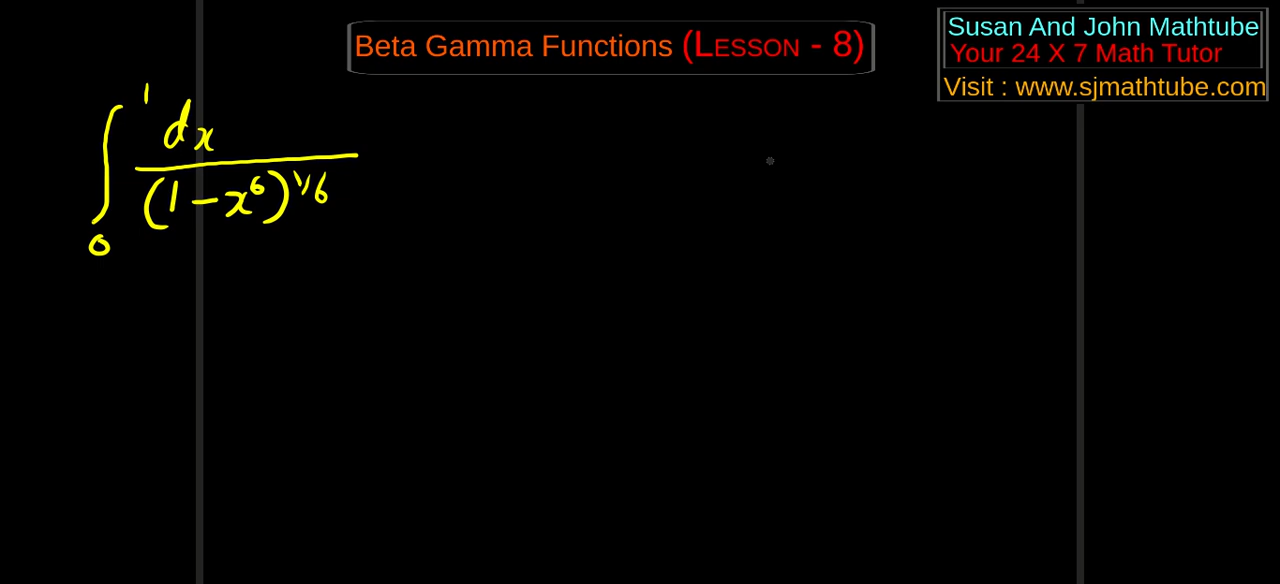 Beta Gamma Functions (Lesson - 8)
Susan And John Mathtube
Your 24 X 7 Math Tutor
Visit : www.sjmathtube.com
∫₀¹ dx / (1 - x⁶)^(1/6)